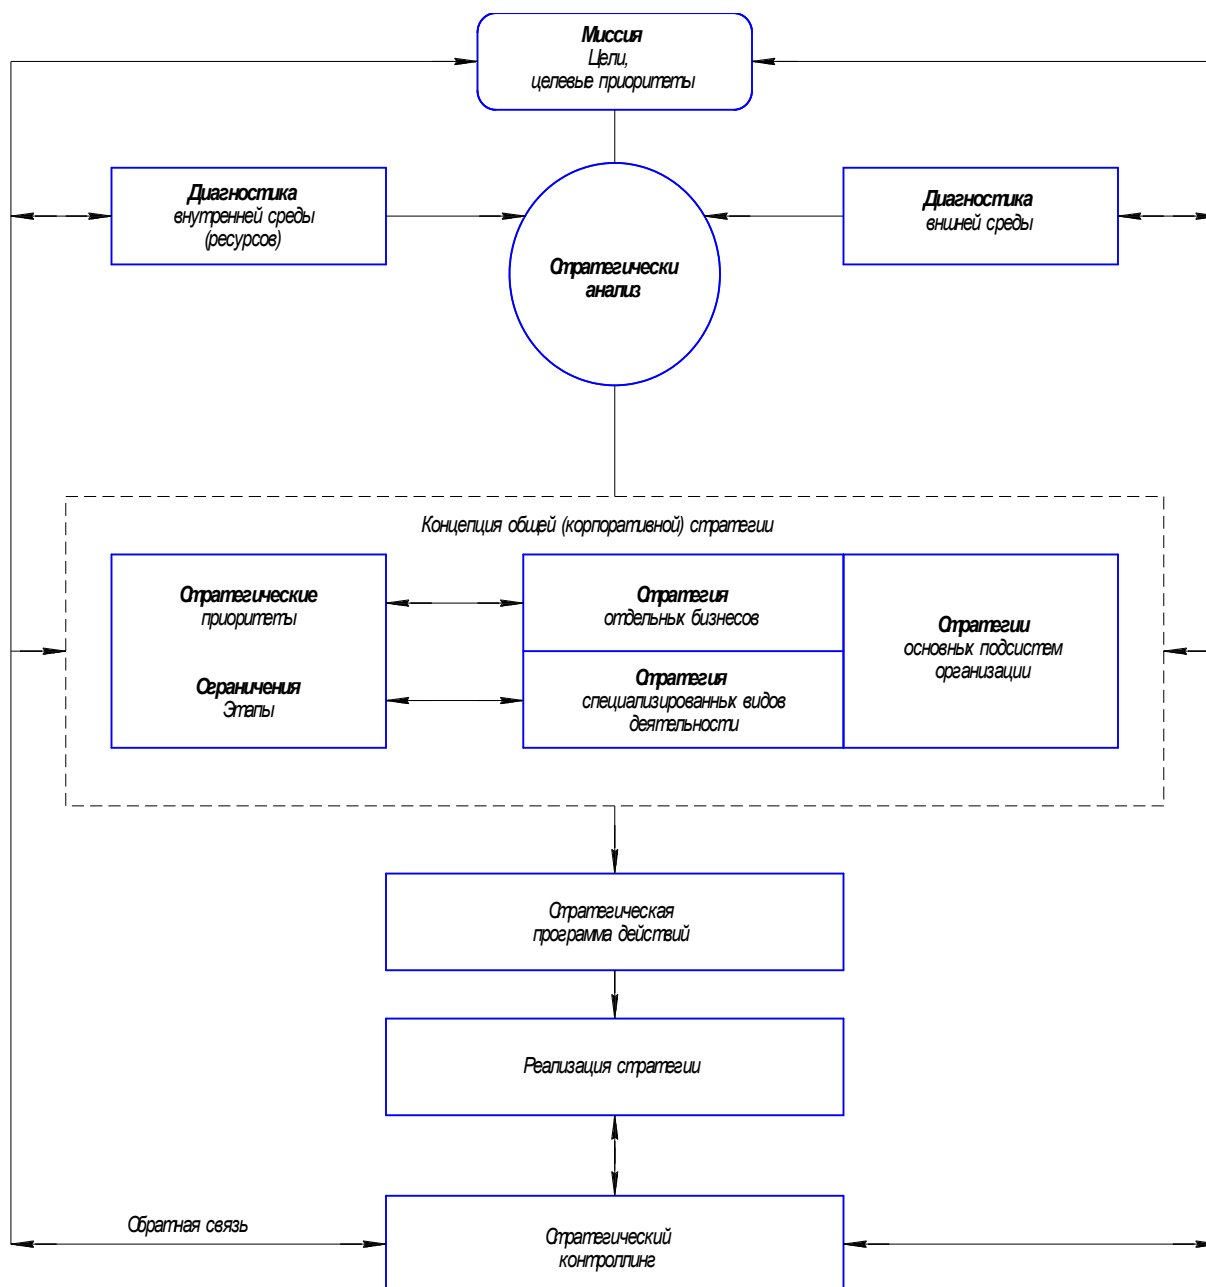 Миссия
Цели,
целевые приоритеты
Диагностика
внутренней среды
(ресурсов)
Диагностика
вншней среды
Стратегически
анализ
Концепция общей (корпоративной) стратегии
Стратегические
приоритеты
Ограничения
Этапы
Стратегия
отдельных бизнесов
Стратегия
специализированных видов
деятельности
Стратегии
основных подсистем
организации
Стратегическая
программа действий
Реализация стратегии
Обратная связь
Стратегический
контроллинг